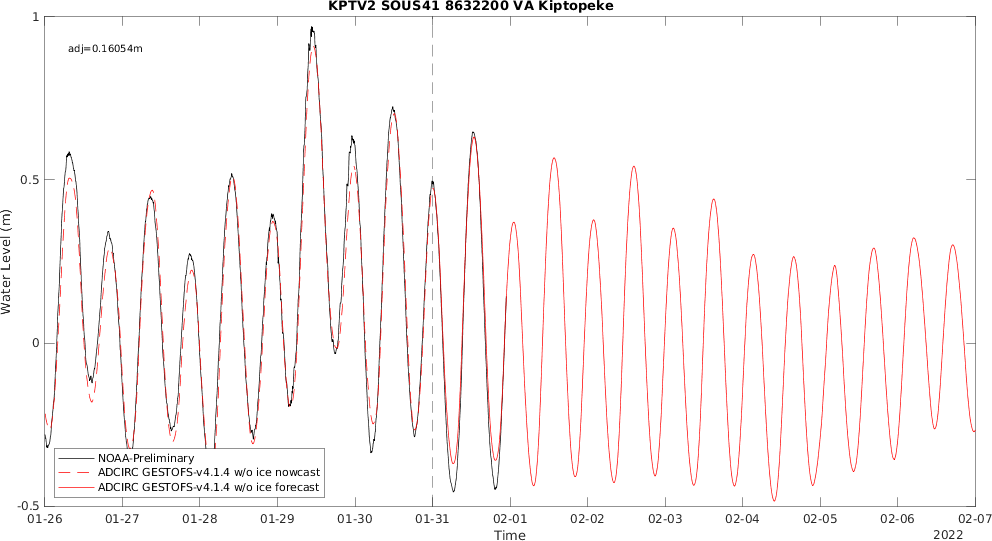 KPTV2 SOUS41 8632200 VA Kiptopeke
adj=0.16054m
1
0.5
0
-0.5
Water Level (m)
NOAA-Preliminary
ADCIRC GESTOFS-v4.1.4 w/o ice nowcast
ADCIRC GESTOFS-v4.1.4 w/o ice forecast
01-26 01-27 01-28 01-29 01-30 01-31 02-01 02-02 02-03 02-04 02-05 02-06 02-07
Time
2022